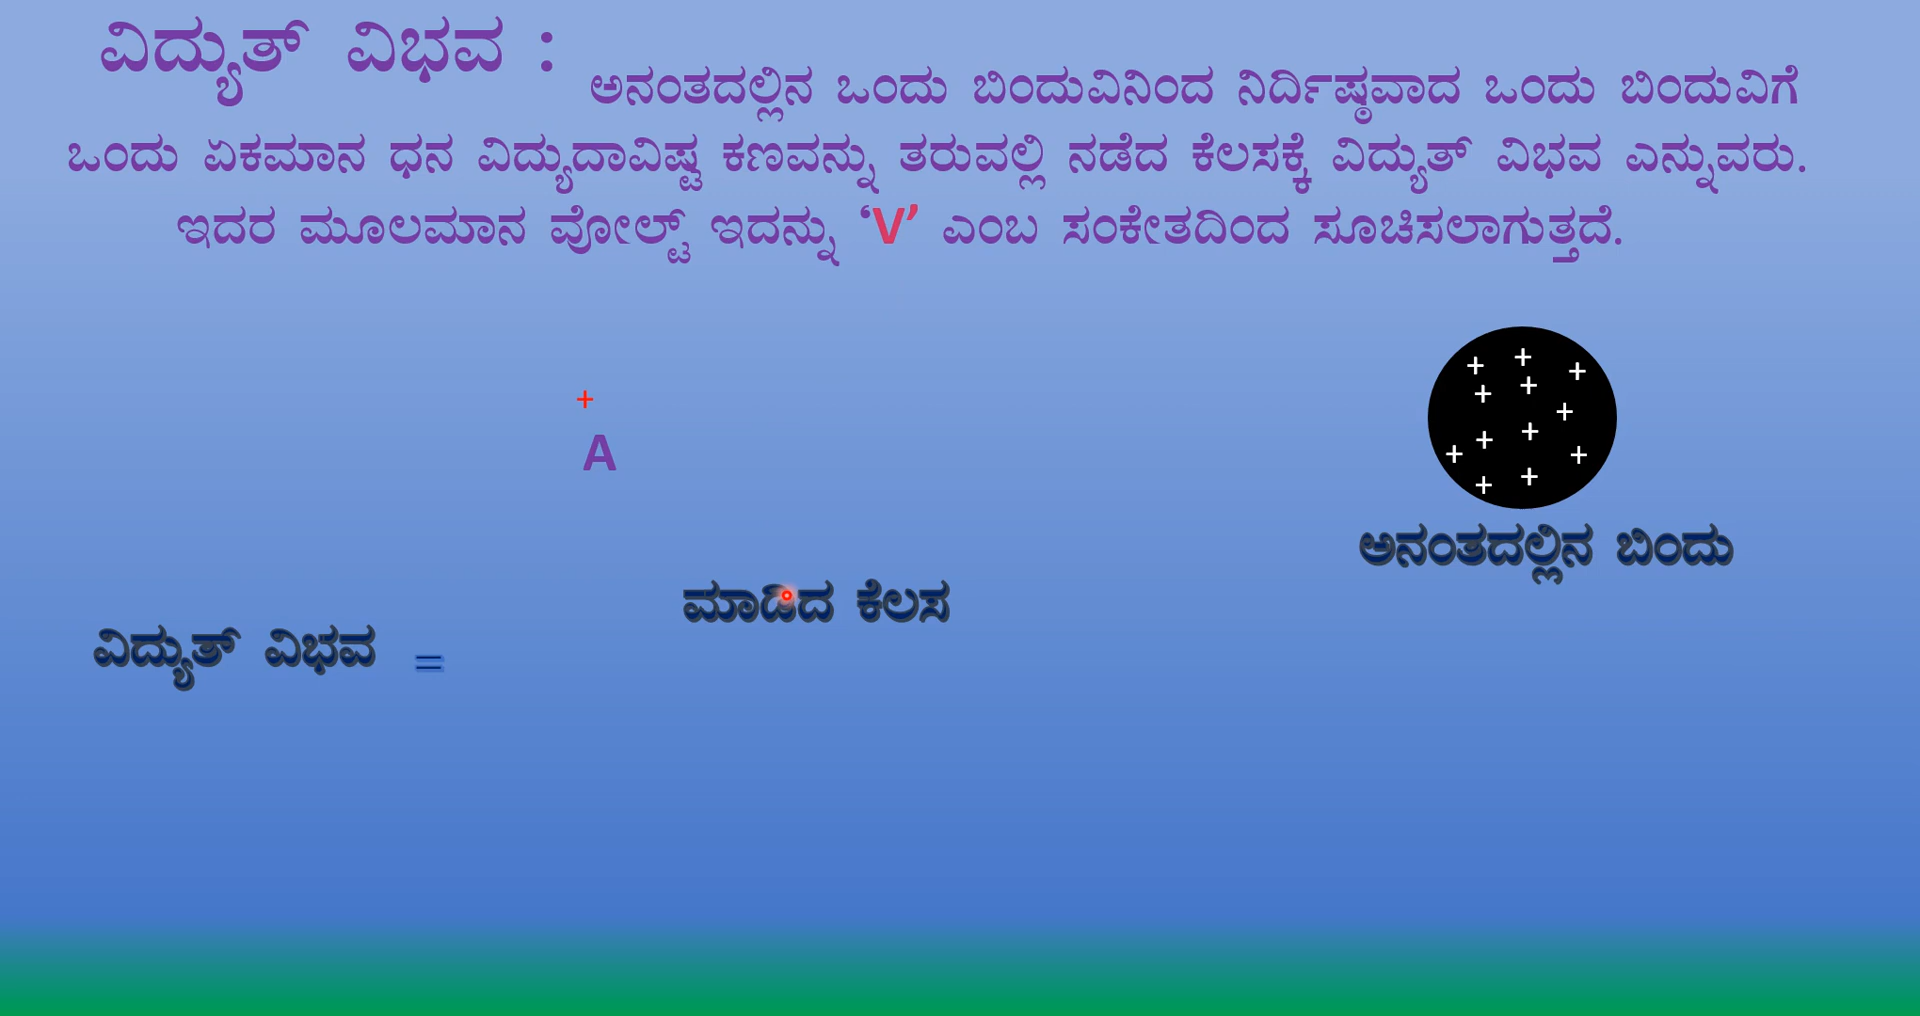 ವಿದ್ಯುತ್ ವಿಭವ : ಅನಂತದಲ್ಲಿನ ಒಂದು ಬಿಂದುವಿನಿಂದ ನಿರ್ದಿಷ್ಠವಾದ ಒಂದು ಬಿಂದುವಿಗೆ
ಒಂದು ಏಕಮಾನ ಧನ ವಿದ್ಯುದಾವಿಷ್ಟ ಕಣವನ್ನು ತರುವಲ್ಲಿ ನಡೆದ ಕೆಲಸಕ್ಕೆ ವಿದ್ಯುತ್ ವಿಭವ ಎನ್ನುವರು.
ಇದರ ಮೂಲಮಾನ ವೋಲ್ಟ್ ಇದನ್ನು ‘V’ ಎಂಬ ಸಂಕೇತದಿಂದ ಸೂಚಿಸಲಾಗುತ್ತದೆ.
+
A
+ + +
+ +
+
+ +
+ +
+ +
ಅನಂತದಲ್ಲಿನ ಬಿಂದು
ಮಾಡಿದ ಕೆಲಸ
ವಿದ್ಯುತ್ ವಿಭವ =